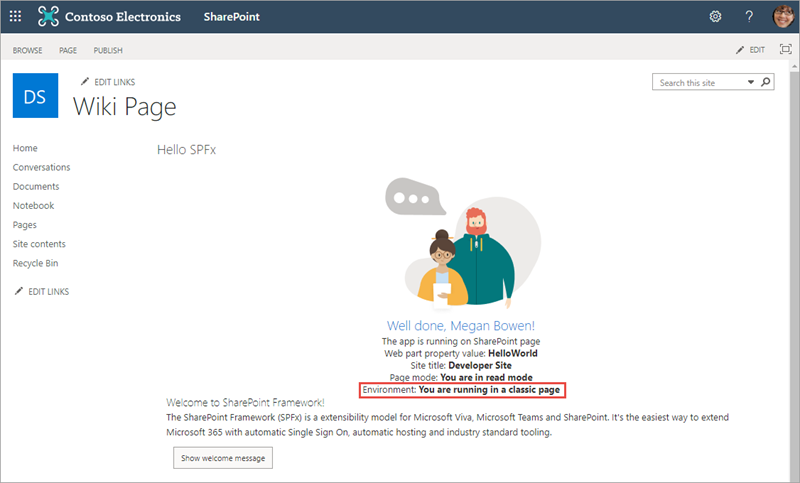 Contoso Electronics SharePoint ?
BROWSE PAGE PUBLISH EDIT
DS
EDIT LINKS
Wiki Page
Search this site
Home
Conversations
Documents
Notebook
Pages
Site contents
Recycle Bin
EDIT LINKS
Hello SPFx
Well done, Megan Bowen!
The app is running on SharePoint page
Web part property value: HelloWorld
Site title: Developer Site
Page mode: You are in read mode
Environment: You are running in a classic page
Welcome to SharePoint Framework!
The SharePoint Framework (SPFx) is a extensibility model for Microsoft Viva, Microsoft Teams and SharePoint. It's the easiest way to extend
Microsoft 365 with automatic Single Sign On, automatic hosting and industry standard tooling.
Show welcome message